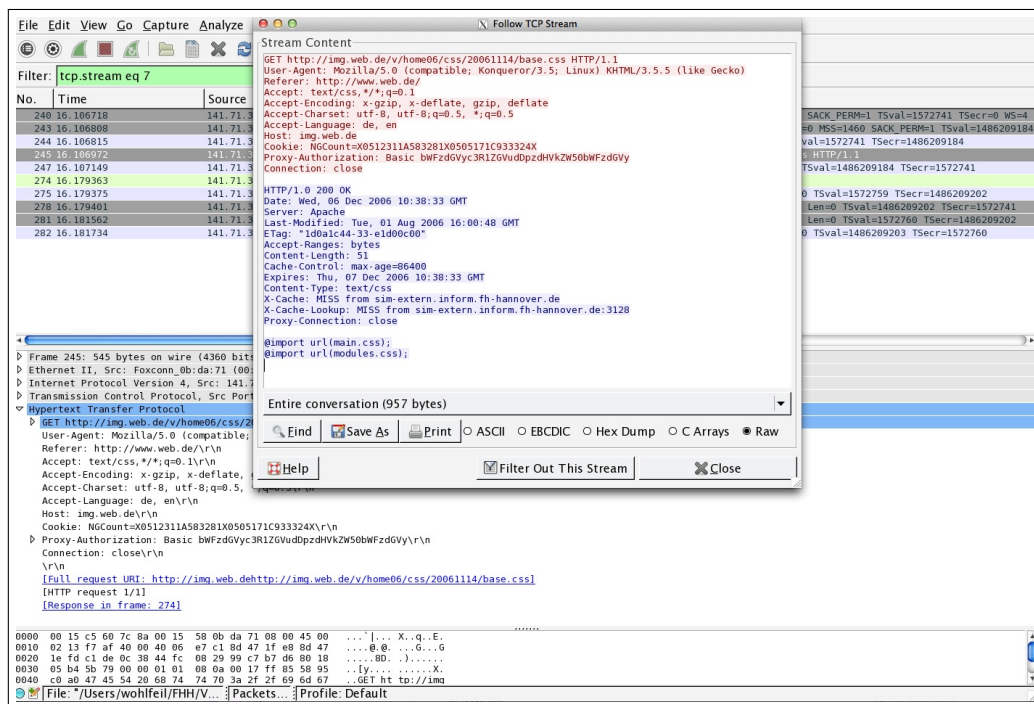 File Edit View Go Capture Analyze
Follow TCP Stream
Stream Content
GET http://img.web.de/v/home06/css/20061114/base.css HTTP/1.1
User-Agent: Mozilla/5.0 (compatible; Konqueror/3.5; Linux) KHTML/3.5.5 (like Gecko)
Referer: http://www.web.de/
Accept: text/css,*/*;q=0.1
Accept-Encoding: x-gzip, x-deflate, gzip, deflate
Accept-Charset: utf-8, utf-8;q=0.5, *;q=0.5
Accept-Language: de, en
Host: img.web.de
Cookie: NGCount=X0512311A583281X0505171C933324X
Proxy-Authorization: Basic bWFzdGVyc3R1ZGVudDpzdHVkZW50bWFzdGVy
Connection: close
HTTP/1.0 200 OK
Date: Wed, 06 Dec 2006 10:38:33 GMT
Server: Apache
Last-Modified: Tue, 01 Aug 2006 16:00:48 GMT
ETag: "1d0a1c44-33-e1d00c00"
Accept-Ranges: bytes
Content-Length: 51
Cache-Control: max-age=86400
Expires: Thu, 07 Dec 2006 10:38:33 GMT
Content-Type: text/css
X-Cache: MISS from sim-extern.inform.fh-hannover.de
X-Cache-Lookup: MISS from sim-extern.inform.fh-hannover.de:3128
Proxy-Connection: close
@import url(main.css);
@import url(modules.css);
Entire conversation (957 bytes)
Find Save As Print ASCII EBCDIC Hex Dump C Arrays Raw
Help Filter Out This Stream Close
Filter: tcp.stream eq 7
No. Time Source
240 16.106718 141.71.3 SACK_PERM=1 TSval=1572741 TSecr=0 WS=4
243 16.106808 141.71.3 =0 MSS=1460 SACK_PERM=1 TSval=1486209184
244 16.106815 141.71.3 val=1572741 TSecr=1486209184
245 16.106972 141.71.3 s HTTP/1.1
247 16.107149 141.71.3 TSval=1486209184 TSecr=1572741
274 16.179363 141.71.3
275 16.179375 141.71.3 0 TSval=1572759 TSecr=1486209202
278 16.179401 141.71.3 Len=0 TSval=1486209202 TSecr=1572741
281 16.181562 141.71.3 Len=0 TSval=1572760 TSecr=1486209202
282 16.181734 141.71.3 0 TSval=1486209203 TSecr=1572760
Frame 245: 545 bytes on wire (4360 bits
Ethernet II, Src: Foxconn_0b:da:71 (00:
Internet Protocol Version 4, Src: 141.7
Transmission Control Protocol, Src Port
Hypertext Transfer Protocol
GET http://img.web.de/v/home06/css/2
User-Agent: Mozilla/5.0 (compatible;
Referer: http://www.web.de/\r\n
Accept: text/css,*/*;q=0.1\r\n
Accept-Encoding: x-gzip, x-deflate,
Accept-Charset: utf-8, utf-8;q=0.5,
Accept-Language: de, en\r\n
Host: img.web.de\r\n
Cookie: NGCount=X0512311A583281X0505171C933324X\r\n
Proxy-Authorization: Basic bWFzdGVyc3R1ZGVudDpzdHVkZW50bWFzdGVy\r\n
Connection: close\r\n
\r\n
[Full request URI: http://img.web.dehttp://img.web.de/v/home06/css/20061114/base.css]
[HTTP request 1/1]
[Response in frame: 274]
0000 00 15 c5 60 7c 8a 00 15 58 0b da 71 08 00 45 00 ...`|... X..q..E.
0010 02 13 f7 af 40 00 40 06 e7 c1 8d 47 1f e8 8d 47 ....@.@. ...G...G
0020 1e fd c1 de 0c 38 44 fc 08 29 99 c7 b7 d6 80 18 .....8D. .)......
0030 05 b4 5b 79 00 00 01 01 08 0a 00 17 ff 85 58 95 ..[y.... ......X.
0040 c0 a0 47 45 54 20 68 74 74 70 3a 2f 2f 69 6d 67 ..GET ht tp://img
File: "/Users/wohlfeil/FHH/V... Packets... Profile: Default